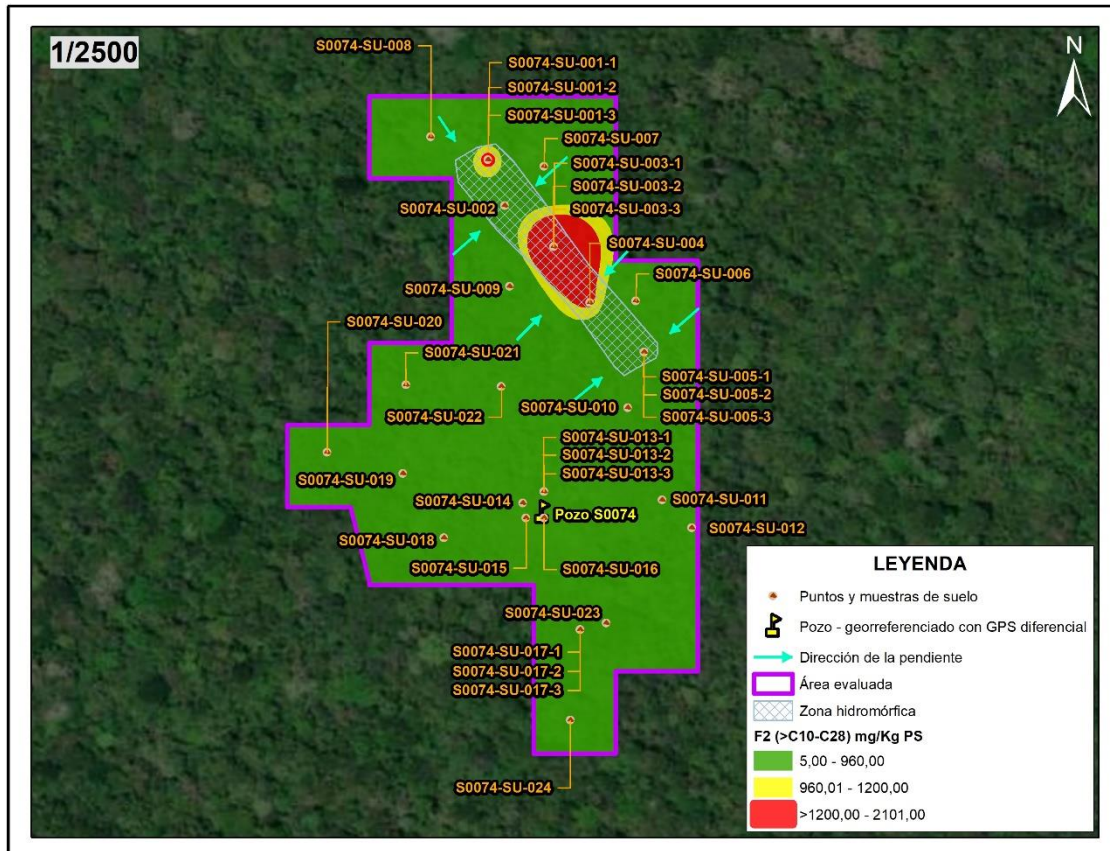 1/2500
N
S0074-SU-008
S0074-SU-001-1
S0074-SU-001-2
S0074-SU-001-3
S0074-SU-007
S0074-SU-003-1
S0074-SU-003-2
S0074-SU-002
S0074-SU-003-3
S0074-SU-004
S0074-SU-006
S0074-SU-009
S0074-SU-020
S0074-SU-021
S0074-SU-005-1
S0074-SU-005-2
S0074-SU-022
S0074-SU-010
S0074-SU-005-3
S0074-SU-013-1
S0074-SU-013-2
S0074-SU-013-3
S0074-SU-019
S0074-SU-014
S0074-SU-011
Pozo S0074
S0074-SU-012
S0074-SU-018
S0074-SU-015
S0074-SU-016
S0074-SU-023
S0074-SU-017-1
S0074-SU-017-2
S0074-SU-017-3
S0074-SU-024
LEYENDA
Puntos y muestras de suelo
Pozo - georreferenciado con GPS diferencial
Dirección de la pendiente
Área evaluada
Zona hidromórfica
F2 (>C10-C28) mg/Kg PS
5,00 - 960,00
960,01 - 1200,00
>1200,00 - 2101,00